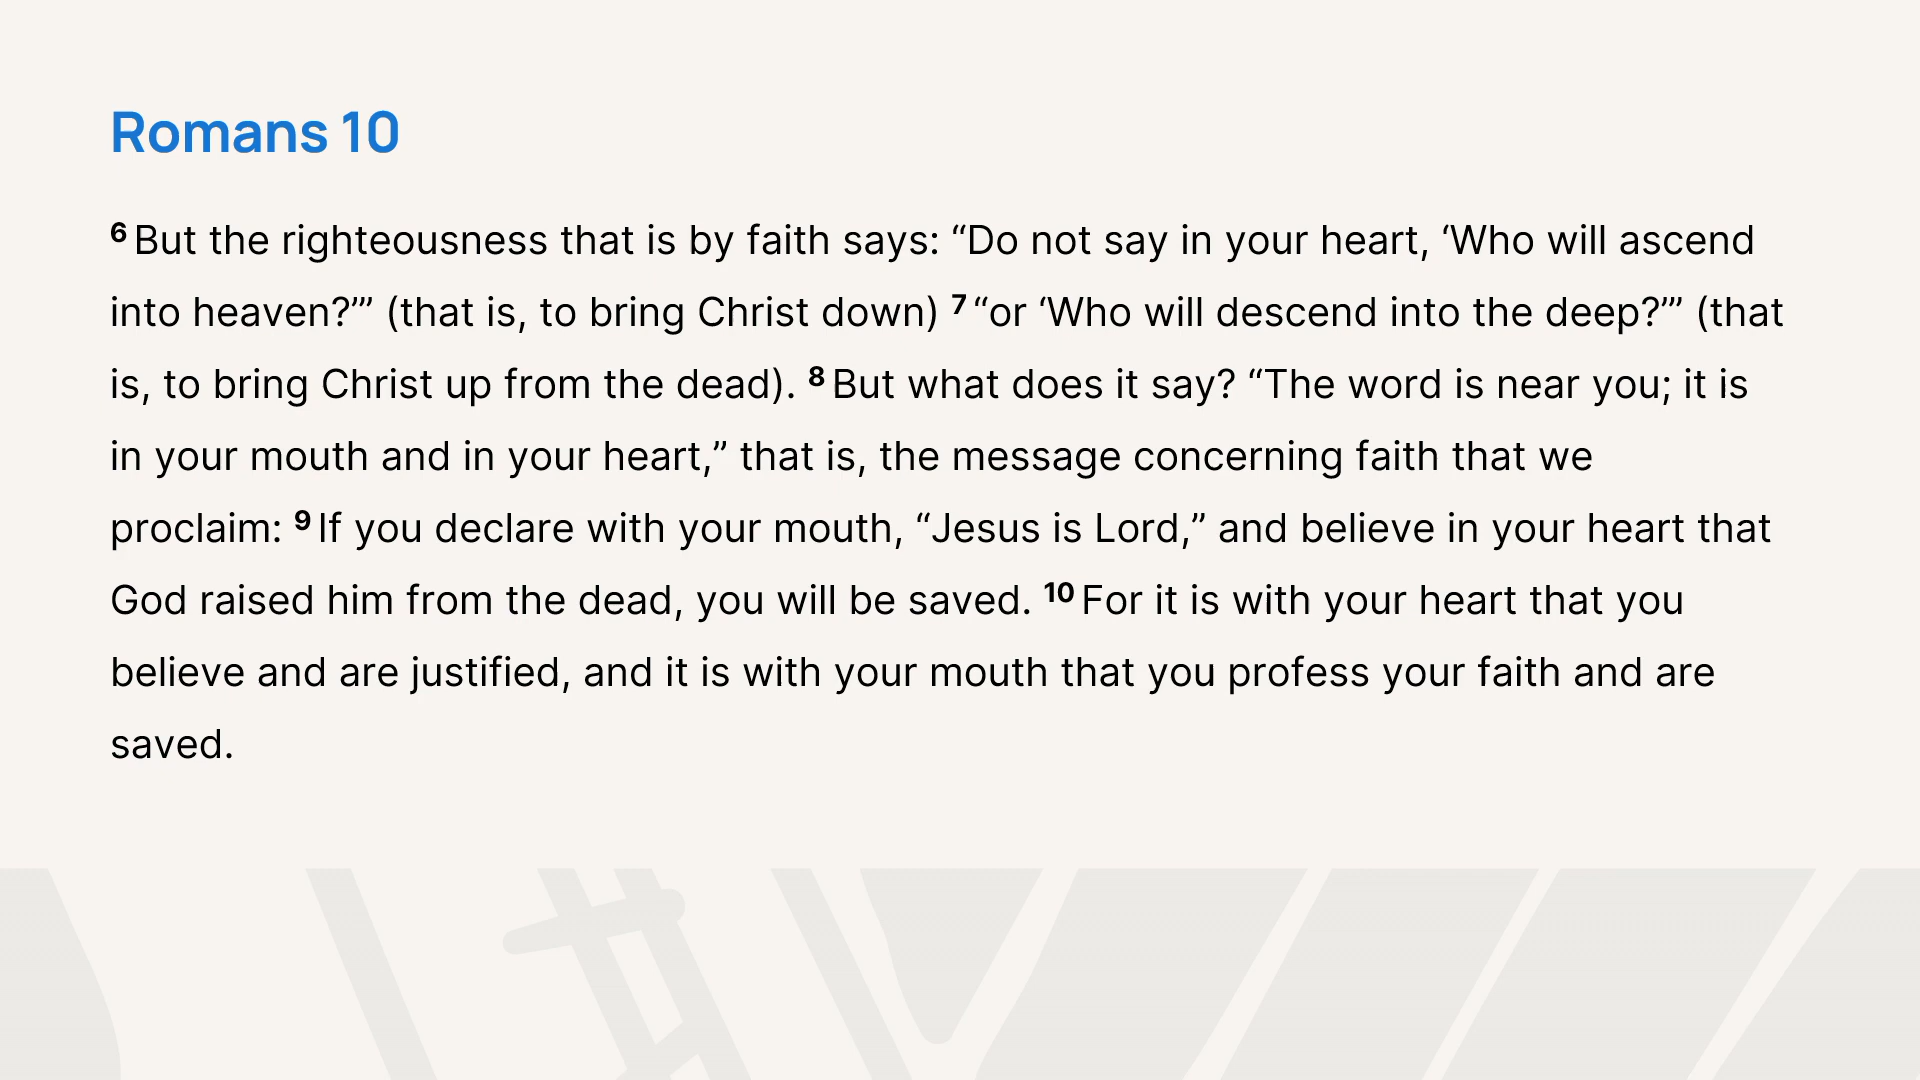 Romans 10
6 But the righteousness that is by faith says: “Do not say in your heart, ‘Who will ascend
into heaven?’” (that is, to bring Christ down) 7 “or ‘Who will descend into the deep?’” (that
is, to bring Christ up from the dead). 8 But what does it say? “The word is near you; it is
in your mouth and in your heart,” that is, the message concerning faith that we
proclaim: 9 If you declare with your mouth, “Jesus is Lord,” and believe in your heart that
God raised him from the dead, you will be saved. 10 For it is with your heart that you
believe and are justified, and it is with your mouth that you profess your faith and are
saved.